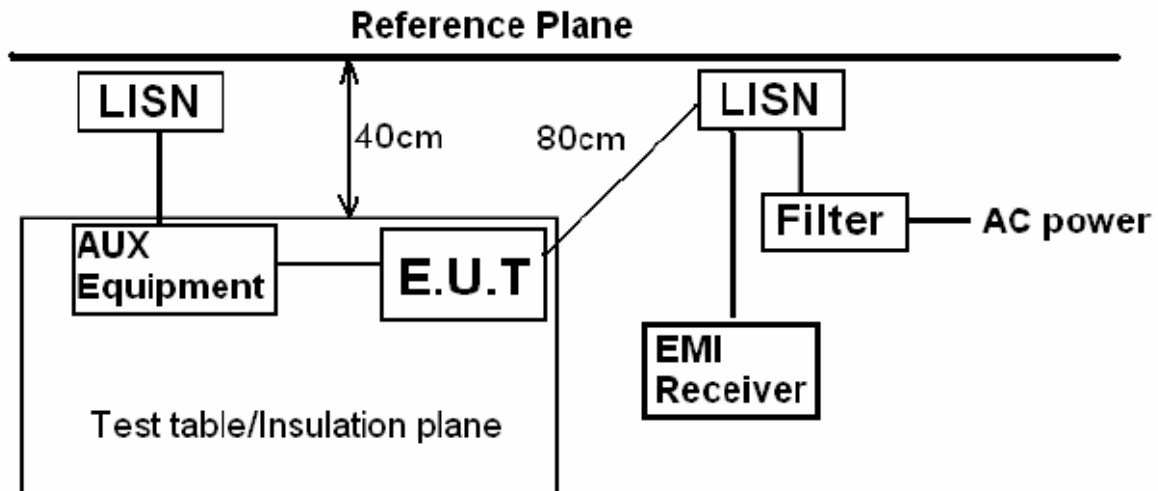 Reference Plane
LISN
40cm
80cm
LISN
Filter
AC power
AUX
Equipment
E.U.T
EMI
Receiver
Test table/Insulation plane